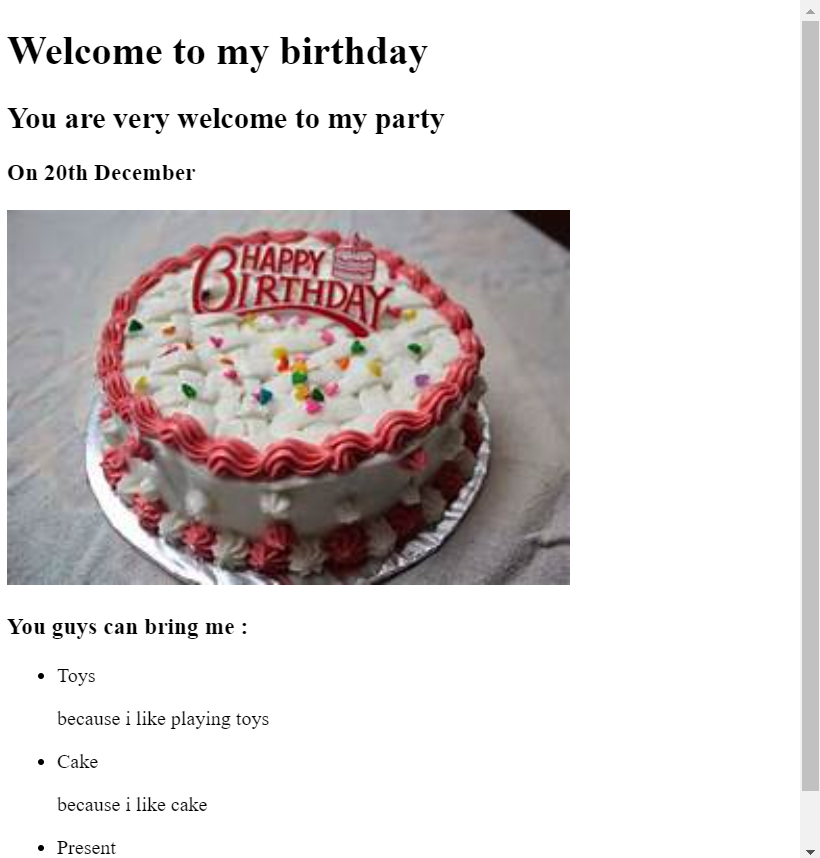 Welcome to my birthday
You are very welcome to my party
On 20th December
HAPPY
BIRTHDAY
You guys can bring me :
Toys
because i like playing toys
Cake
because i like cake
Present